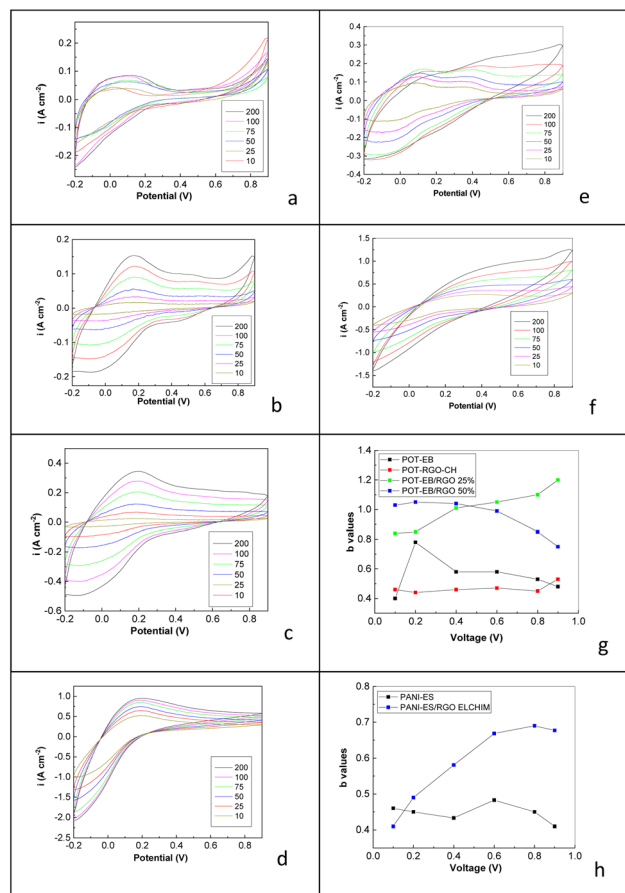 0.2
0.1
0.0
-0.1
-0.2
i (A cm⁻²)
200
100
75
50
25
10
-0.2 0.0 0.2 0.4 0.6 0.8
Potential (V)
a
0.4
0.3
0.2
0.1
0.0
-0.1
-0.2
-0.3
-0.4
i (A cm⁻²)
200
100
75
50
25
10
-0.2 0.0 0.2 0.4 0.6 0.8
Potential (V)
e
0.2
0.1
0.0
-0.1
-0.2
i (A cm⁻²)
200
100
75
50
25
10
-0.2 0.0 0.2 0.4 0.6 0.8
Potential (V)
b
1.5
1.0
0.5
0.0
-0.5
-1.0
-1.5
i (A cm⁻²)
200
100
75
50
25
10
-0.2 0.0 0.2 0.4 0.6 0.8
Potential (V)
f
0.6
0.4
0.2
0.0
-0.2
-0.4
-0.6
i (A cm⁻²)
200
100
75
50
25
10
-0.2 0.0 0.2 0.4 0.6 0.8
Potential (V)
c
1.4
1.2
1.0
0.8
0.6
0.4
b values
POT-EB
POT-RGO-CH
POT-EB/RGO 25%
POT-EB/RGO 50%
0.0 0.2 0.4 0.6 0.8 1.0
Voltage (V)
g
1.0
0.5
0.0
-0.5
-1.0
-1.5
-2.0
-2.5
i (A cm⁻²)
200
100
75
50
25
10
-0.2 0.0 0.2 0.4 0.6 0.8
Potential (V)
d
0.8
0.7
0.6
0.5
0.4
b values
PANI-ES
PANI-ES/RGO ELCHIM
0.0 0.2 0.4 0.6 0.8 1.0
Voltage (V)
h